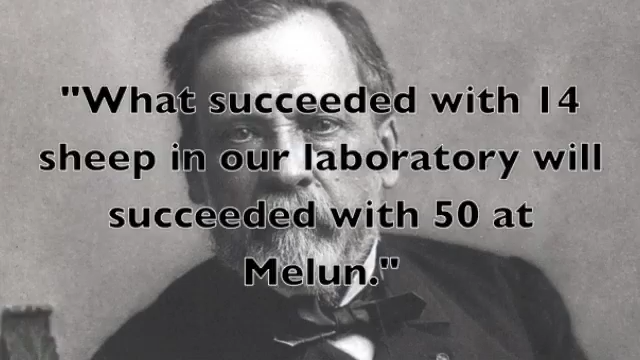 "What succeeded with 14
sheep in our laboratory will
succeeded with 50 at
Melun."